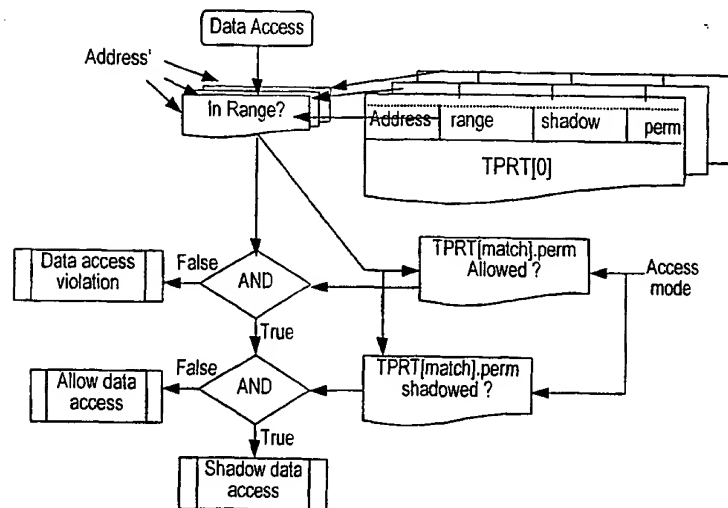 Data Access
Address'
In Range?
Address range shadow perm
TPRT[0]
TPRT[match].perm
Allowed ?
Access
mode
Data access
violation
False
AND
True
TPRT[match].perm
shadowed ?
Allow data
access
False
AND
True
Shadow data
access